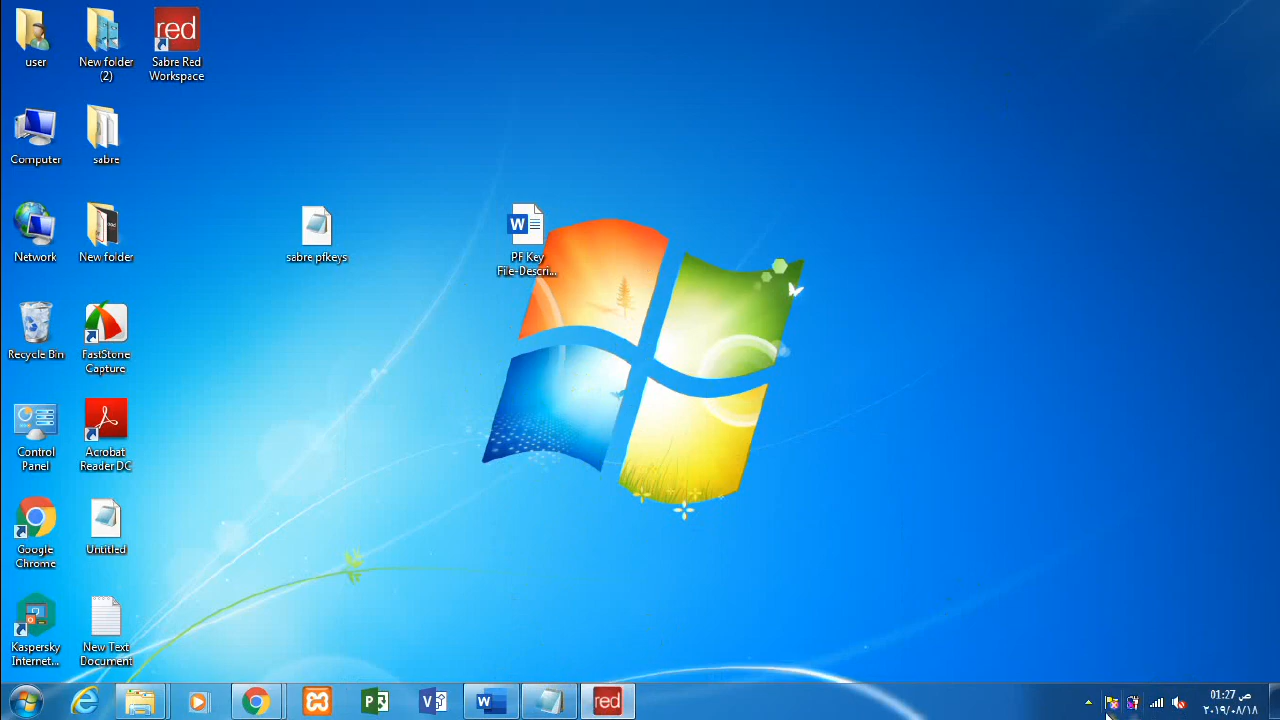 user
New folder
(2)
red
Sabre Red
Workspace
Computer
sabre
Network
New folder
sabre pfkeys
W
PF Key
File-Descri...
Recycle Bin
FastStone
Capture
Control
Panel
Acrobat
Reader DC
Google
Chrome
Untitled
Kaspersky
Internet...
New Text
Document
P
V
W
red
01:27 ص
٢٠١٩/٠٨/١٨